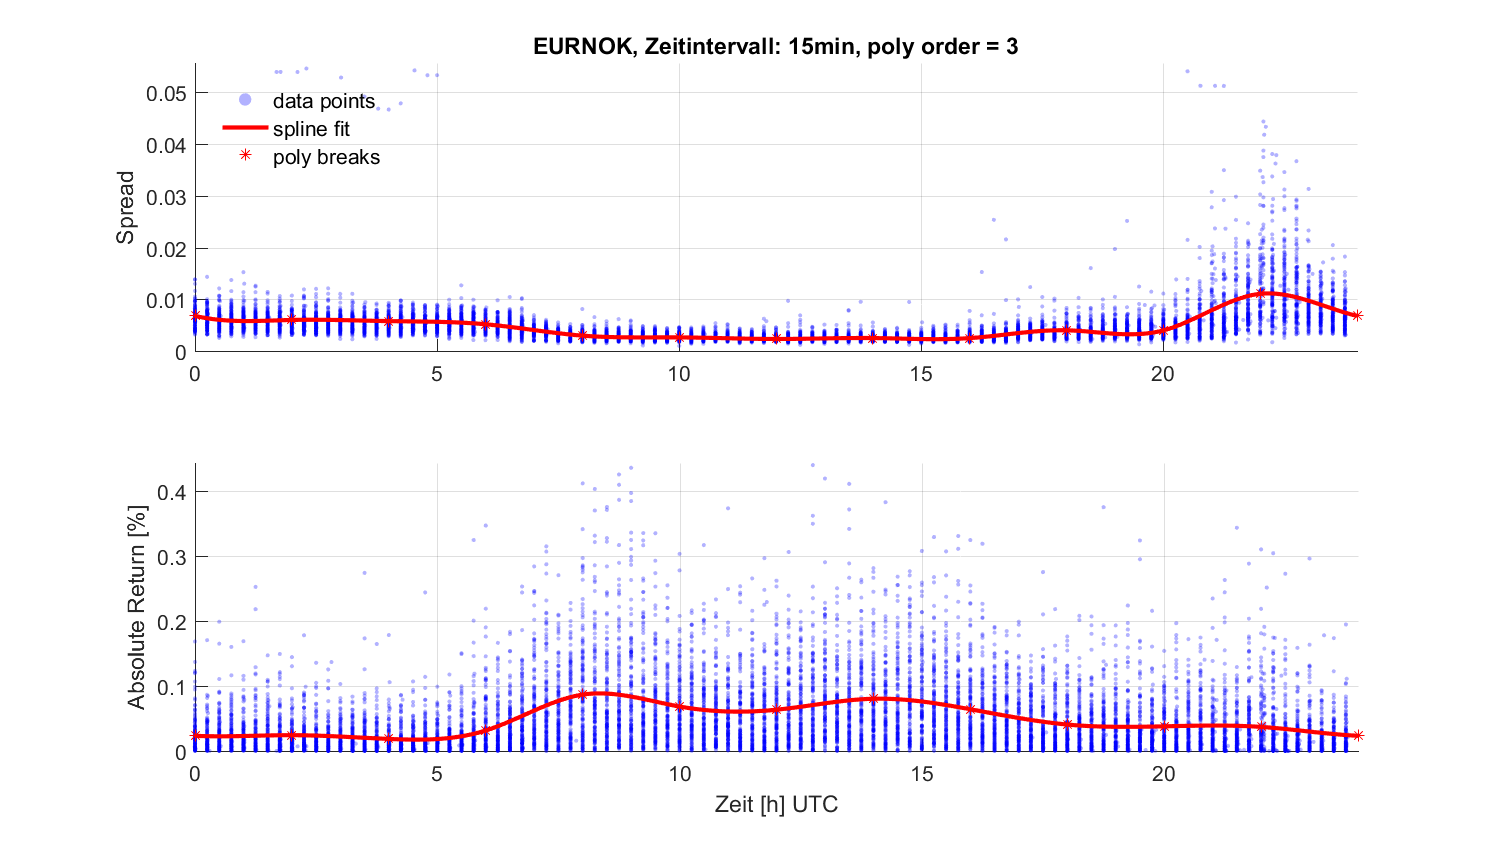 EURNOK, Zeitintervall: 15min, poly order = 3
0.05
0.04
0.03
0.02
0.01
0
Spread
data points
spline fit
poly breaks
0 5 10 15 20
0.4
0.3
0.2
0.1
0
Absolute Return [%]
0 5 10 15 20
Zeit [h] UTC